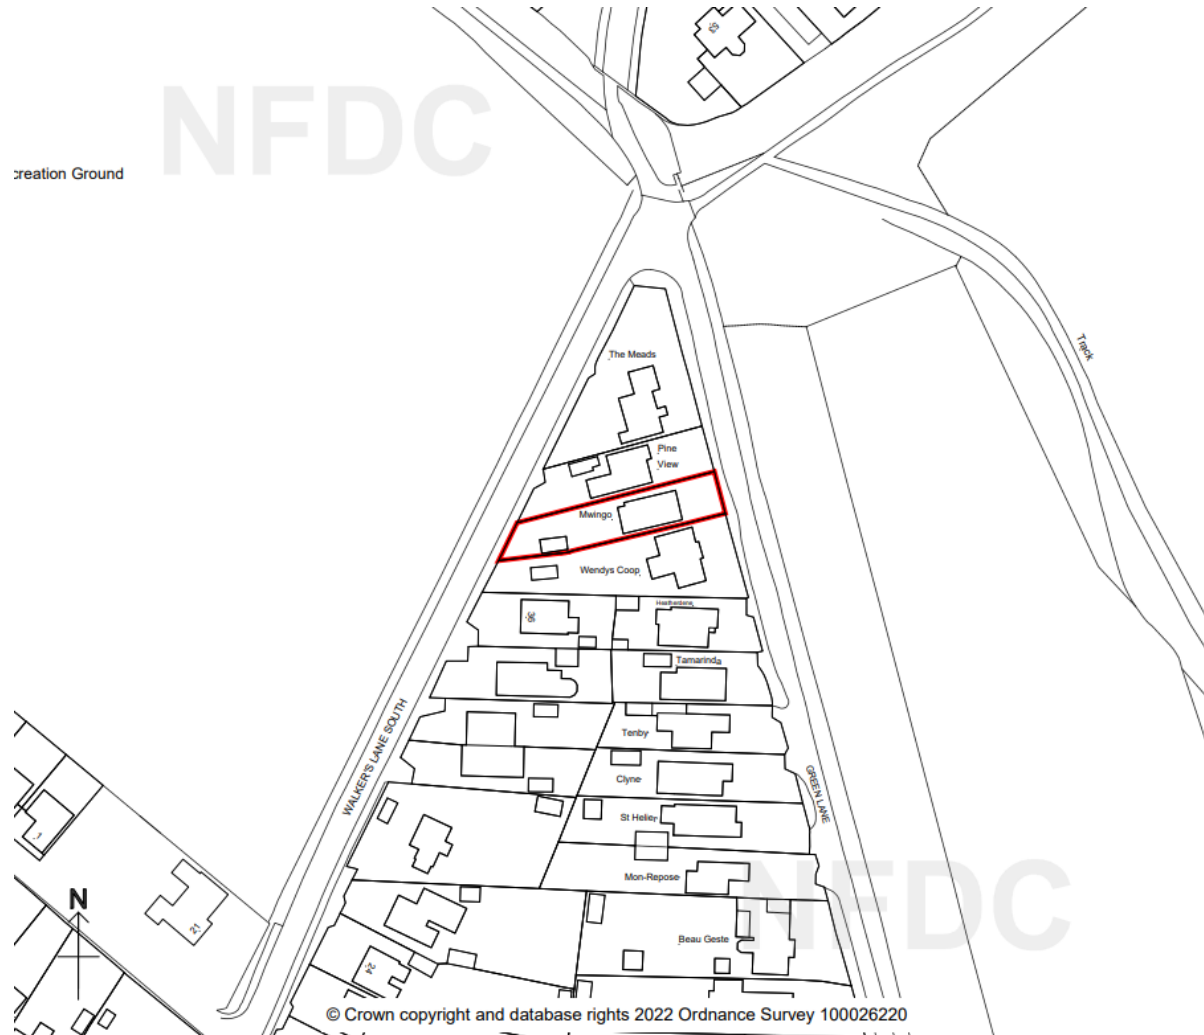 53
NFDC
creation Ground
Track
The Meads
Pine
View
Mwingo
Wendys Coop
36
Heatherdene
Tamarinda
WALKER'S LANE SOUTH
Tenby
Clyne
GREEN LANE
St Helier
1
Mon-Repose
NFDC
N
21
Beau Geste
24
© Crown copyright and database rights 2022 Ordnance Survey 100026220